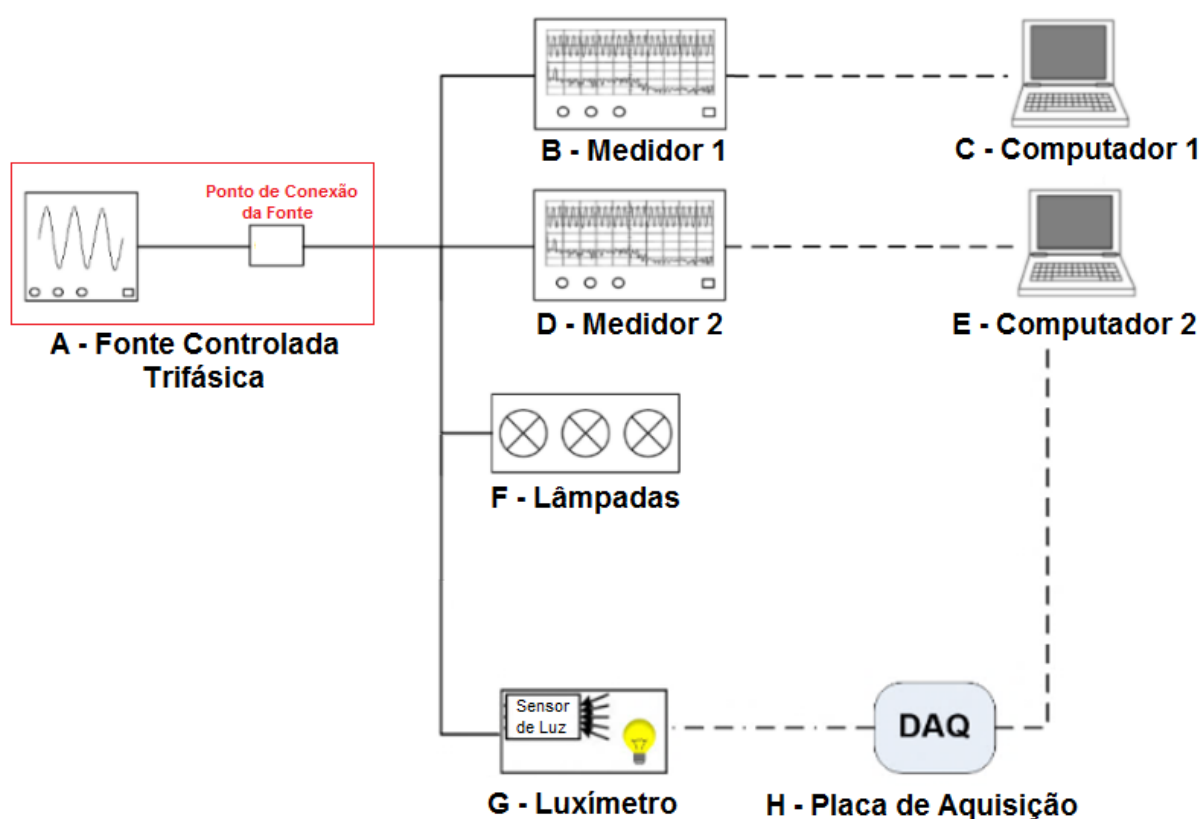 B - Medidor 1
C - Computador 1
Ponto de Conexão
da Fonte
A - Fonte Controlada
Trifásica
D - Medidor 2
E - Computador 2
F - Lâmpadas
Sensor
de Luz
DAQ
G - Luxímetro
H - Placa de Aquisição